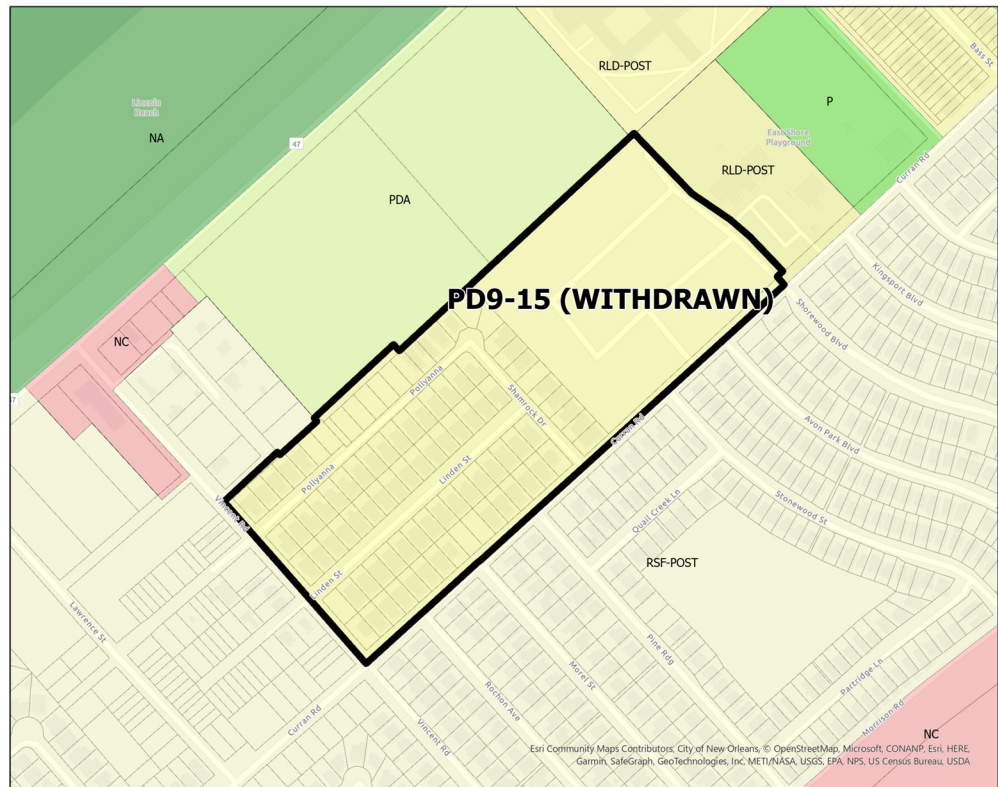 RLD-POST
Bass St
Lincoln
Beach
NA
P
47
East Shore
Playground
Curran Rd
RLD-POST
PDA
Kingsport Blvd
PD9-15 (WITHDRAWN)
Shorewood Blvd
NC
47
Pollyanna
Shamrock Dr
Curran Rd
Avon Park Blvd
Linden St
Pollyanna
Vincent Rd
Quail Creek Ln
Stonewood St
RSF-POST
Linden St
Lawrence St
Pine Rdg
Partridge Ln
Morel St
Rochon Ave
Morrison Rd
Curran Rd
Vincent Rd
NC
Esri Community Maps Contributors, City of New Orleans, © OpenStreetMap, Microsoft, CONANP, Esri, HERE,
Garmin, SafeGraph, GeoTechnologies, Inc, METI/NASA, USGS, EPA, NPS, US Census Bureau, USDA